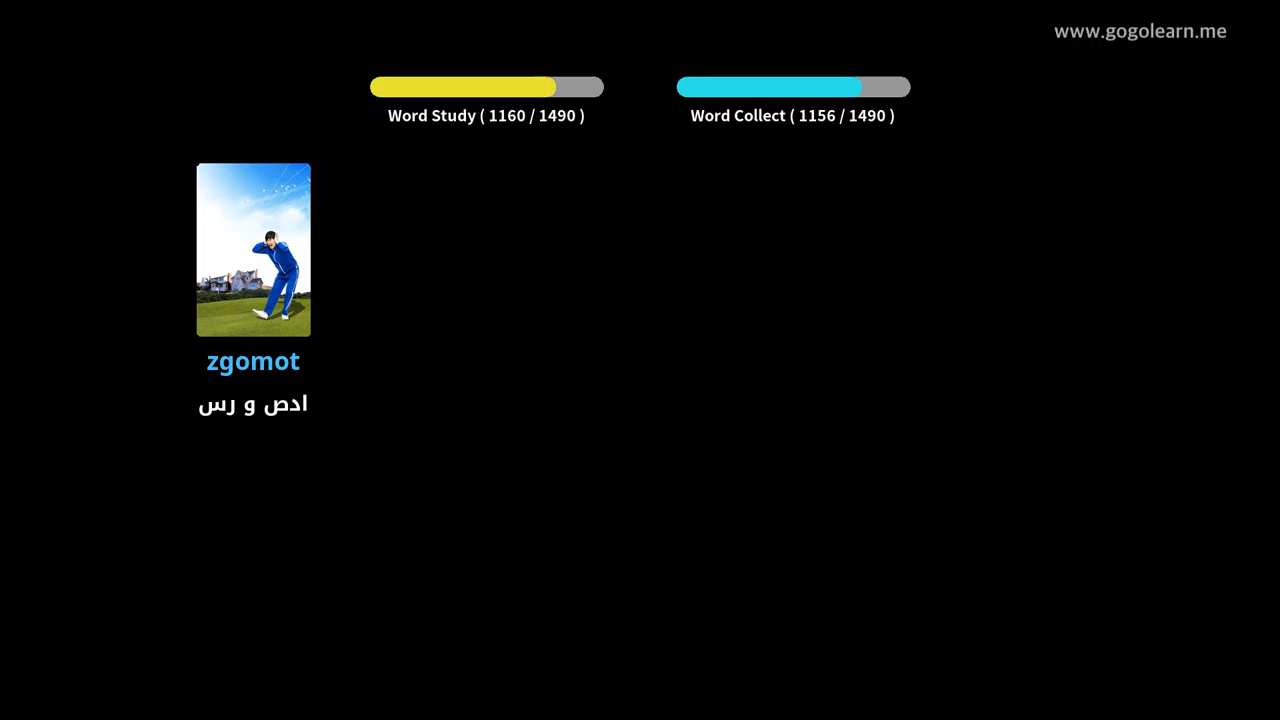 www.gogolearn.me
Word Study ( 1160 / 1490 )
Word Collect ( 1156 / 1490 )
zgomot
ادص و رس